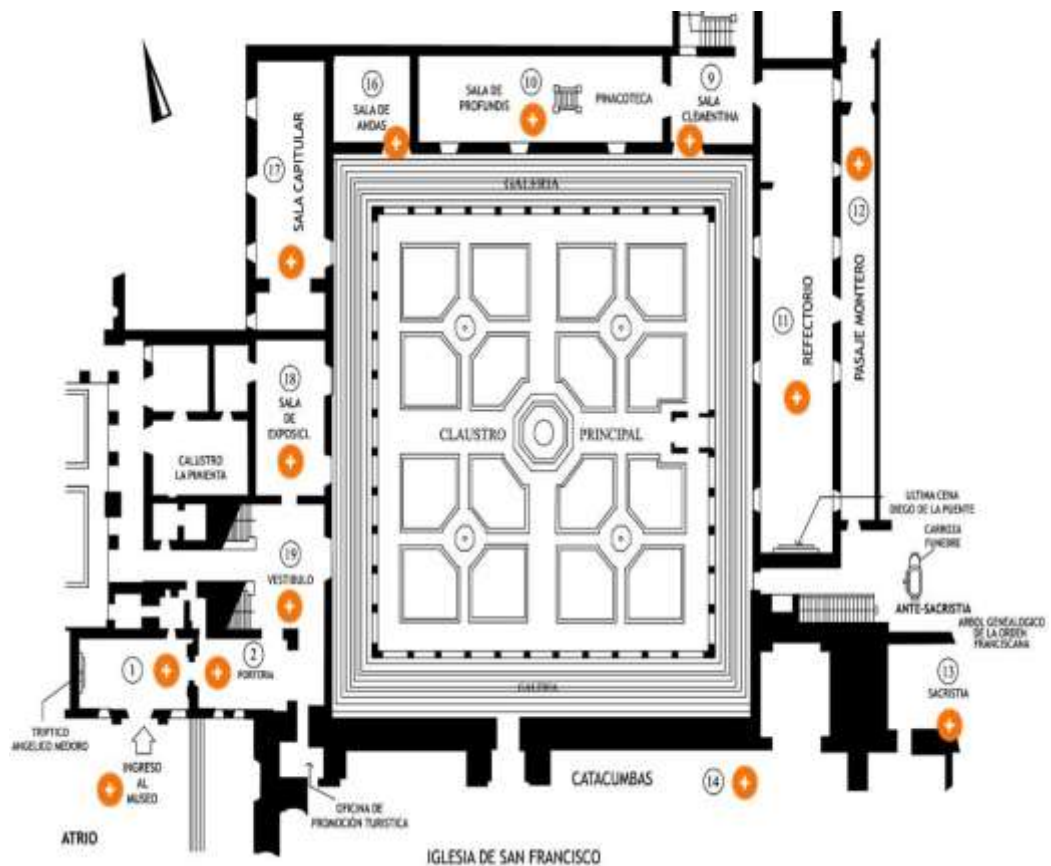 16
SALA DE
ANDAS
SALA DE
PROFUNDIS
10
PINACOTECA
9
SALA
CLEMENTINA
17
SALA CAPITULAR
GALERIA
12
PASAJE MONTERO
11
REFECTORIO
18
SALA
DE
EXPOSICI.
CLAUSTRO PRINCIPAL
CALUSTRO
LA PIMIENTA
ULTIMA CENA
DIEGO DE LA PUENTE
CARROZA
FUNEBRE
19
VESTIBULO
ANTE-SACRISTIA
ARBOL GENEALOGICO
DE LA ORDEN
FRANCISCANA
1
2
PORTERIA
13
SACRISTIA
GALERIA
TRIPTICO
ANGELICO MEDORO
INGRESO
AL
MUSEO
CATACUMBAS
14
OFICINA DE
PROMOCIÓN TURISTICA
ATRIO
IGLESIA DE SAN FRANCISCO